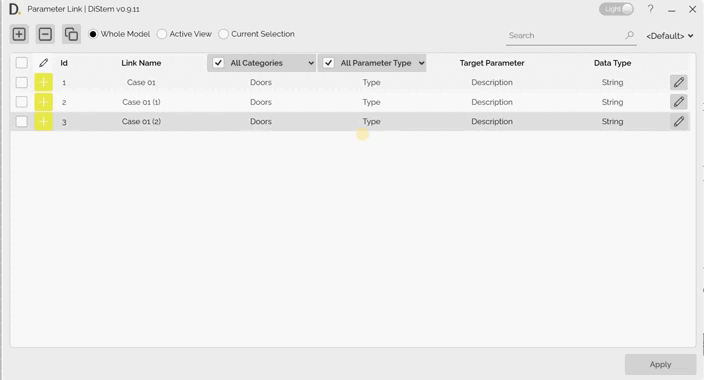 D. Parameter Link | DiStem v0.9.11 Light ?
Whole Model Active View Current Selection Search <Default>
Id Link Name All Categories All Parameter Type Target Parameter Data Type
1 Case 01 Doors Type Description String
2 Case 01 (1) Doors Type Description String
3 Case 01 (2) Doors Type Description String
Apply